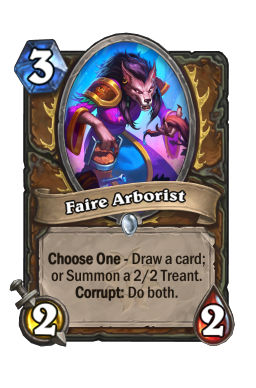 3
Faire Arborist
Choose One - Draw a card;
or Summon a 2/2 Treant.
Corrupt: Do both.
2 2